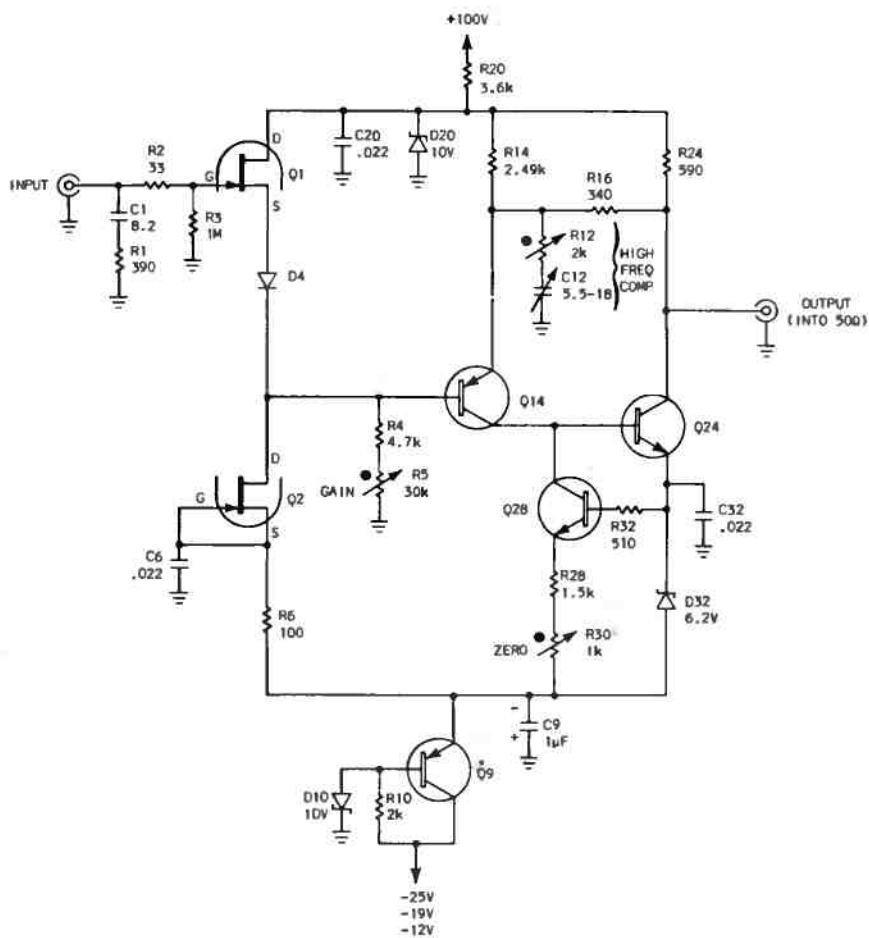 +100V
R20
3.6k
D
C20
.022
D20
10V
R14
2.49k
R24
590
R2
33
Q1
R16
340
INPUT
G
S
C1
8.2
R3
1M
R12
2k
HIGH
FREQ
COMP
R1
390
D4
C12
5.5-18
OUTPUT
(INTO 50Ω)
Q14
Q24
R4
4.7k
D
G
Q2
S
GAIN
R5
30k
Q28
R32
510
C32
.022
C6
.022
R28
1.5k
D32
6.2V
R6
100
ZERO
R30
1k
-
+
C9
1µF
*
Q9
D10
10V
R10
2k
-25V
-19V
-12V